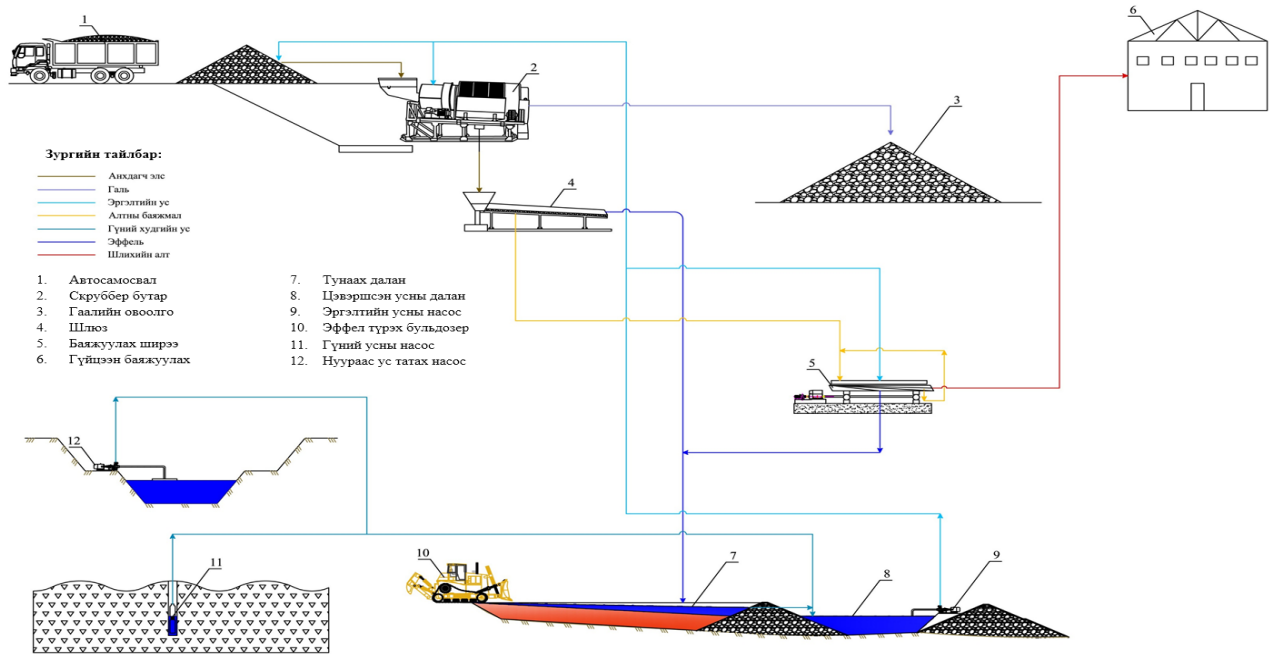 1
6
2
3
Зургийн тайлбар:
Анхдагч элс
Галь
Эргэлтийн ус
Алтны баяжмал
Гүний худгийн ус
Эффель
Шлихийн алт
4
1. Автосамосвал
2. Скруббер бутар
3. Гаалийн овоолго
4. Шлюз
5. Баяжуулах ширээ
6. Гүйцээн баяжуулах
7. Тунаах далан
8. Цэвэршсэн усны далан
9. Эргэлтийн усны насос
10. Эффел түрэх бульдозер
11. Гүний усны насос
12. Нуураас ус татах насос
5
12
11
10
7
8
9